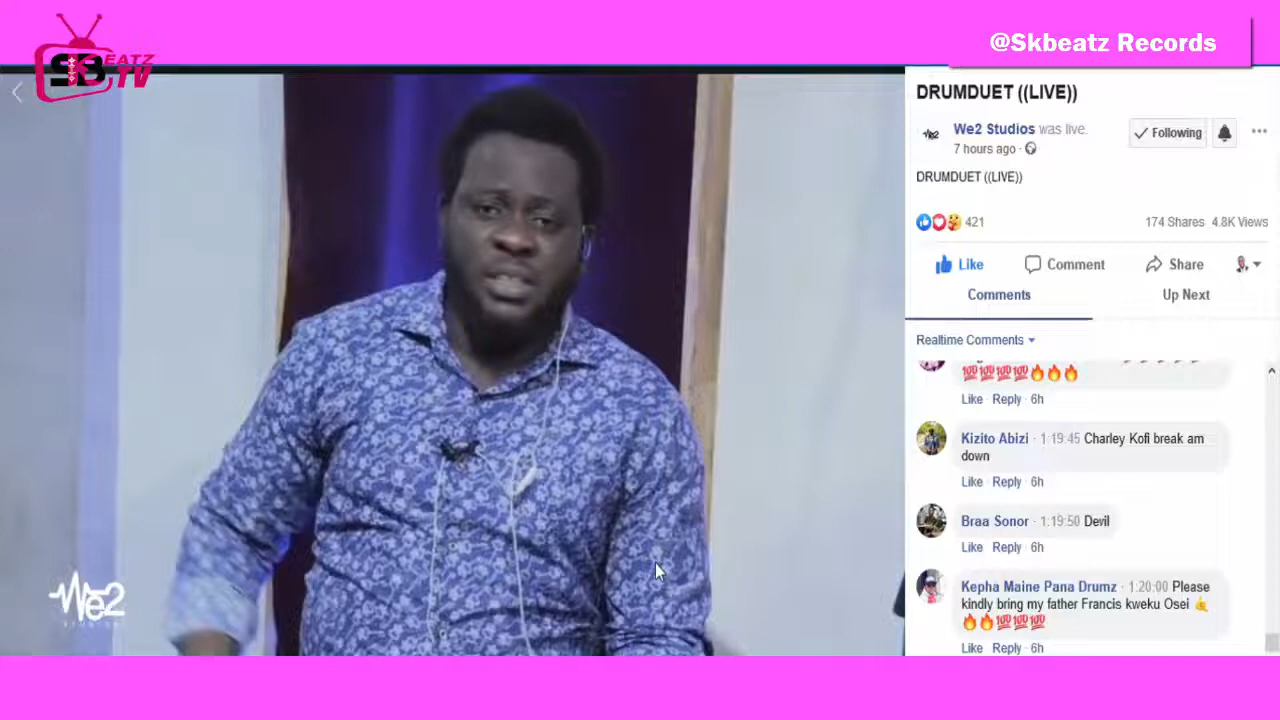 SKBEATZ
TV
@Skbeatz Records
DRUMDUET ((LIVE))
We2 Studios was live.
7 hours ago ·
Following
DRUMDUET ((LIVE))
421
174 Shares 4.8K Views
Like
Comment
Share
Comments
Up Next
Realtime Comments
💯💯💯💯🔥🔥🔥
Like · Reply · 6h
Kizito Abizi · 1:19:45 Charley Kofi break am
down
Like · Reply · 6h
Braa Sonor · 1:19:50 Devil
Like · Reply · 6h
Kepha Maine Pana Drumz · 1:20:00 Please
kindly bring my father Francis kweku Osei 🤙
🔥🔥💯💯💯
Like · Reply · 6h
We2